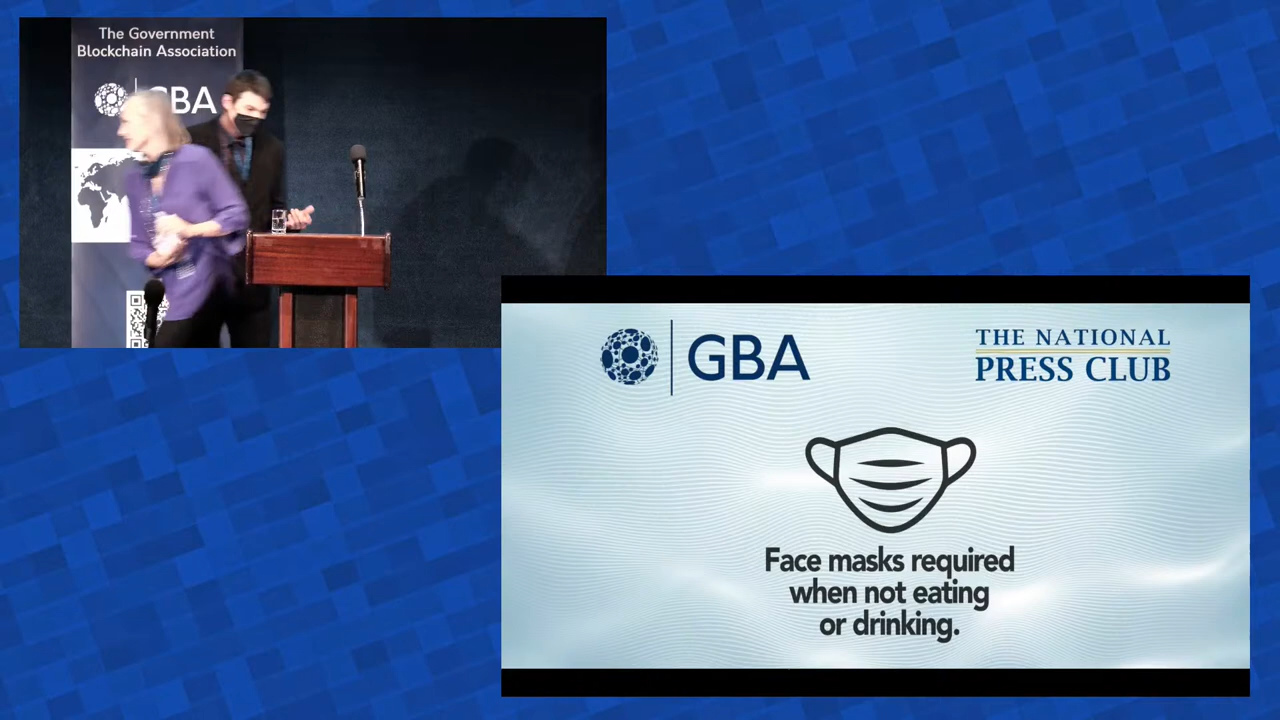 The Government
Blockchain Association
GBA
GBA
THE NATIONAL
PRESS CLUB
Face masks required
when not eating
or drinking.